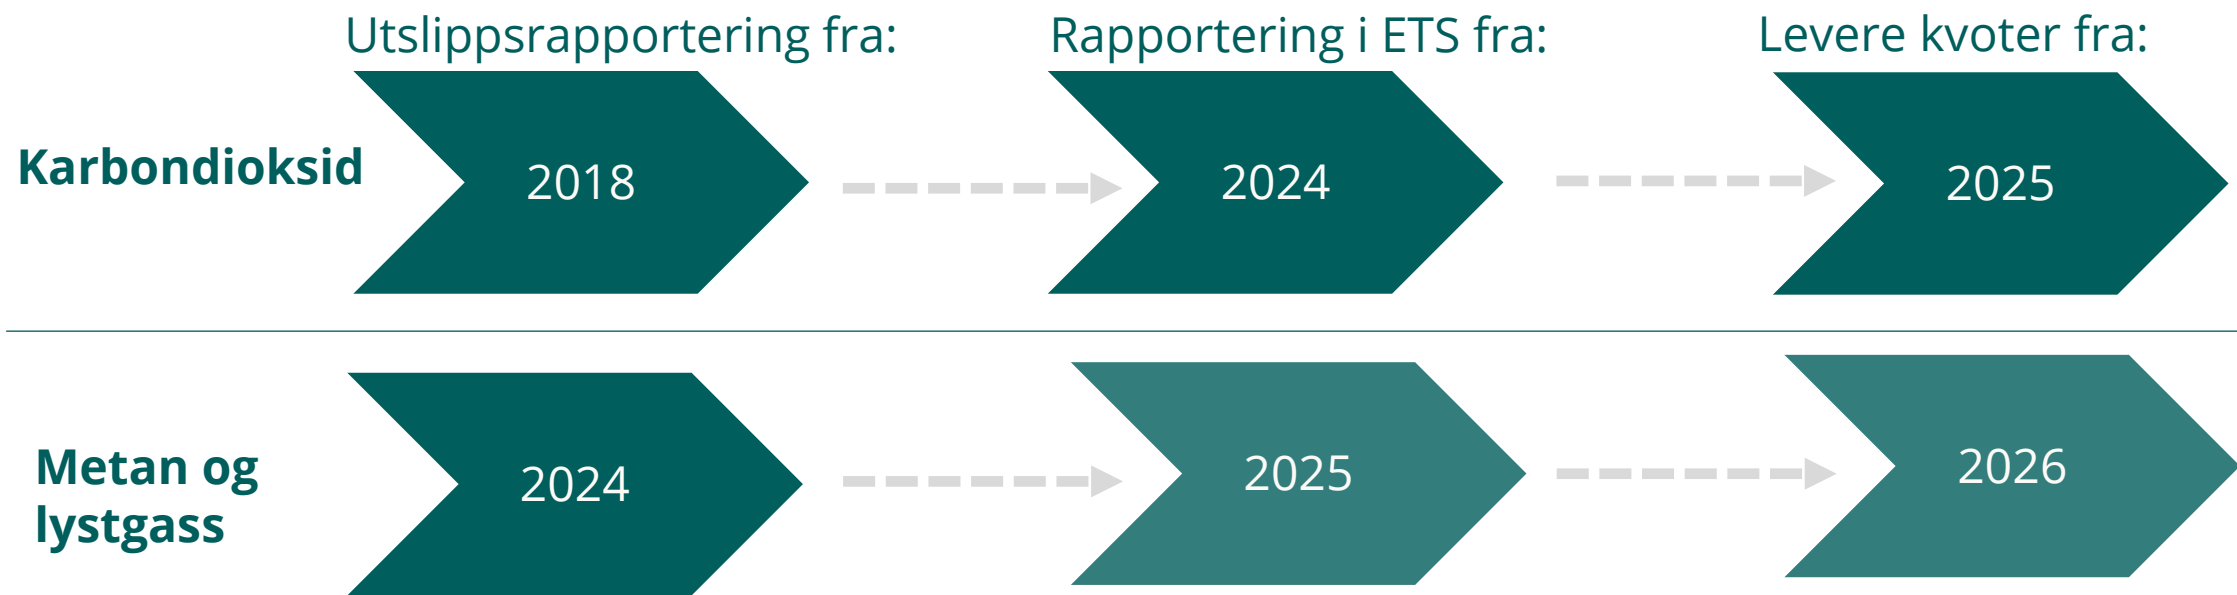 Utslippsrapportering fra:
Rapportering i ETS fra:
Levere kvoter fra:
Karbondioksid
2018
2024
2025
Metan og
lystgass
2024
2025
2026